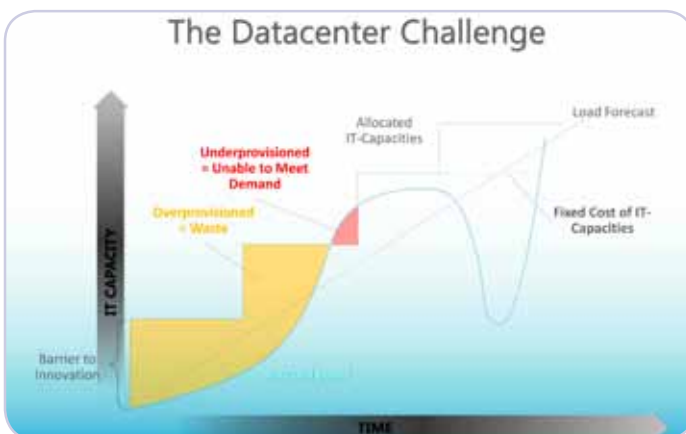 The Datacenter Challenge
Load Forecast
Allocated
IT-Capacities
Underprovisioned
= Unable to Meet
Demand
Overprovisioned
= Waste
Fixed Cost of IT-
Capacities
IT CAPACITY
Barrier to
Innovation
TIME